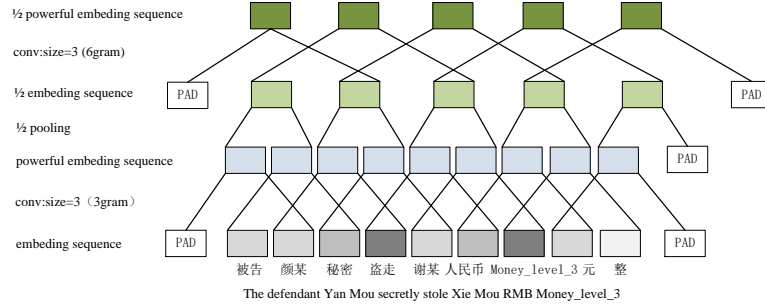 ½ powerful embeding sequence
conv:size=3 (6gram)
½ embeding sequence
PAD
PAD
½ pooling
powerful embeding sequence
PAD
conv:size=3（3gram）
embeding sequence
PAD
PAD
被告 颜某 秘密 盗走 谢某 人民币 Money_level_3 元 整
The defendant Yan Mou secretly stole Xie Mou RMB Money_level_3